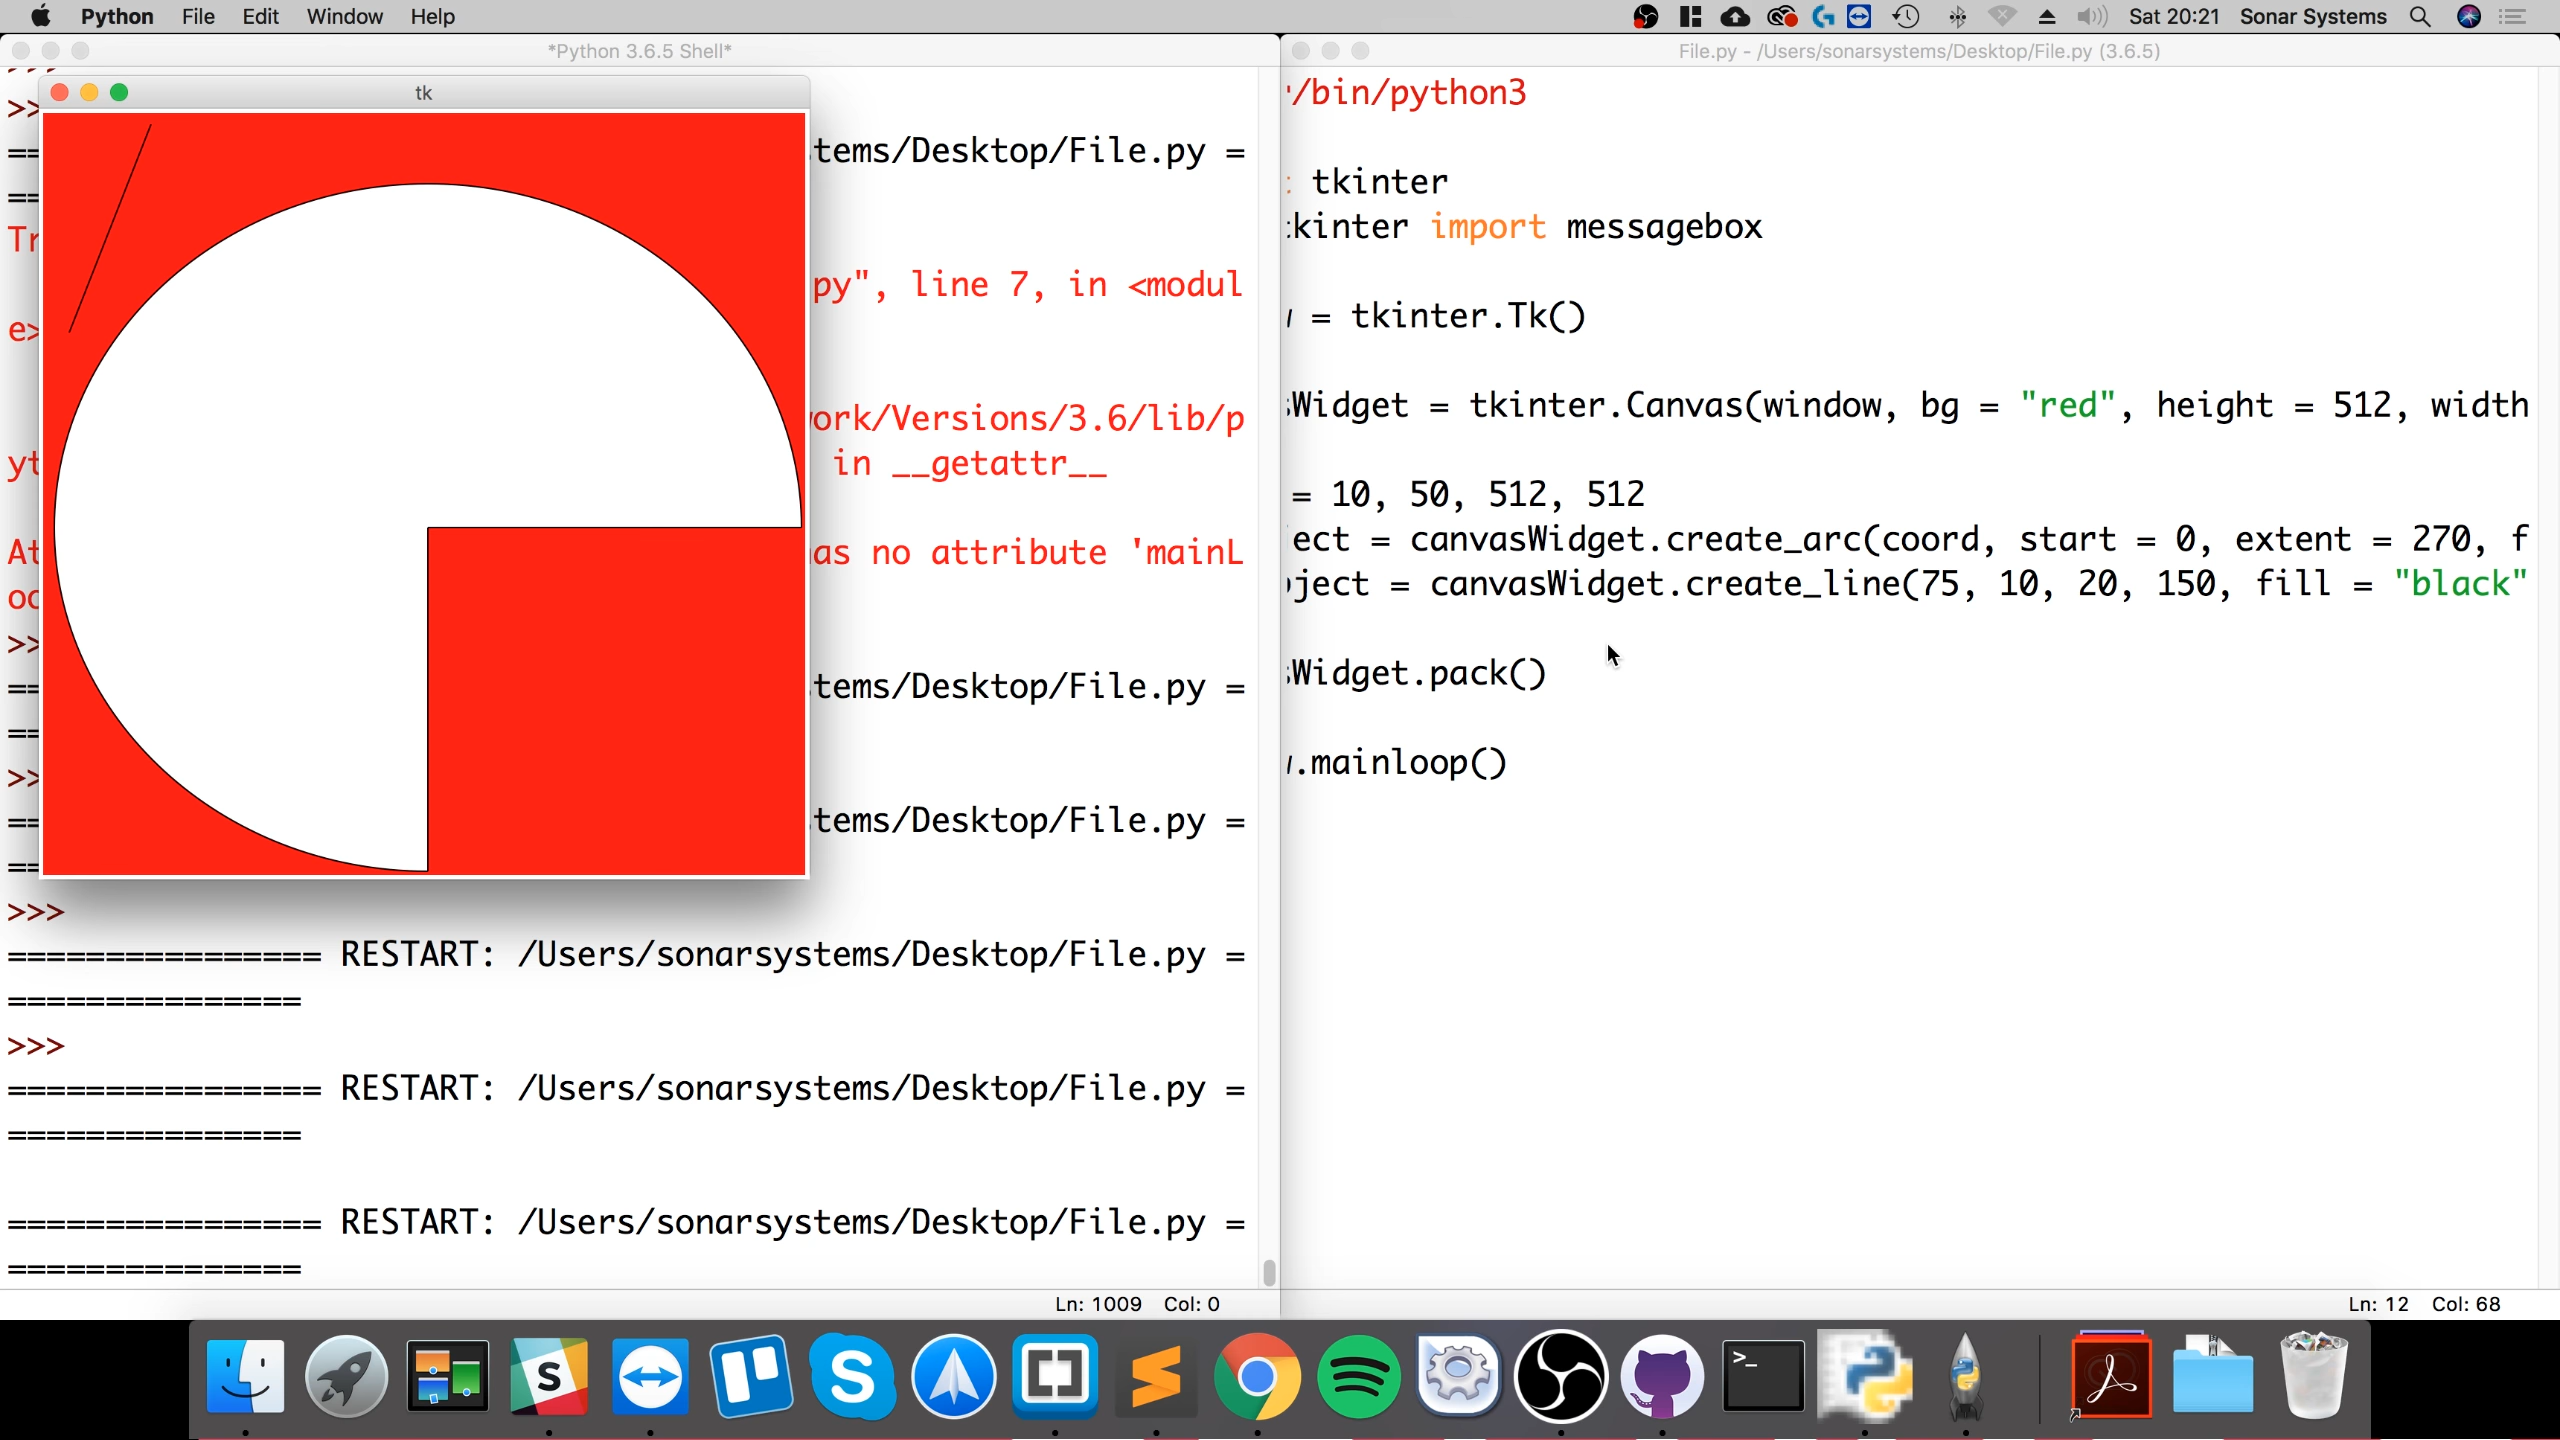 Python File Edit Window Help
Sat 20:21 Sonar Systems
*Python 3.6.5 Shell*
tk
>>
== tems/Desktop/File.py =
==
Tr
py", line 7, in <modul
e>
ork/Versions/3.6/lib/p
yt in __getattr__
At as no attribute 'mainL
oo
>>
== tems/Desktop/File.py =
==
>>
== tems/Desktop/File.py =
==
>>>
================ RESTART: /Users/sonarsystems/Desktop/File.py =
===============
>>>
================ RESTART: /Users/sonarsystems/Desktop/File.py =
===============
================ RESTART: /Users/sonarsystems/Desktop/File.py =
===============
Ln: 1009 Col: 0
File.py - /Users/sonarsystems/Desktop/File.py (3.6.5)
/bin/python3
tkinter
kinter import messagebox
= tkinter.Tk()
Widget = tkinter.Canvas(window, bg = "red", height = 512, width
= 10, 50, 512, 512
ect = canvasWidget.create_arc(coord, start = 0, extent = 270, f
ject = canvasWidget.create_line(75, 10, 20, 150, fill = "black"
Widget.pack()
.mainloop()
Ln: 12 Col: 68